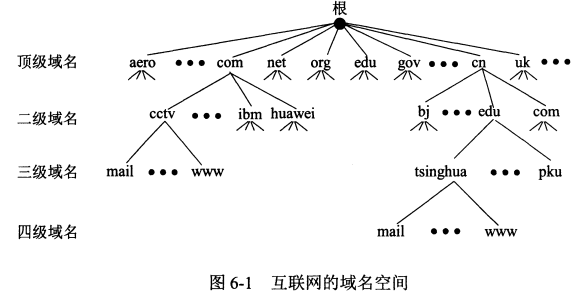 根
顶级域名 aero ••• com net org edu gov ••• cn uk •••
二级域名 cctv ••• ibm huawei bj ••• edu com
三级域名 mail ••• www tsinghua ••• pku
四级域名 mail ••• www
图 6-1 互联网的域名空间